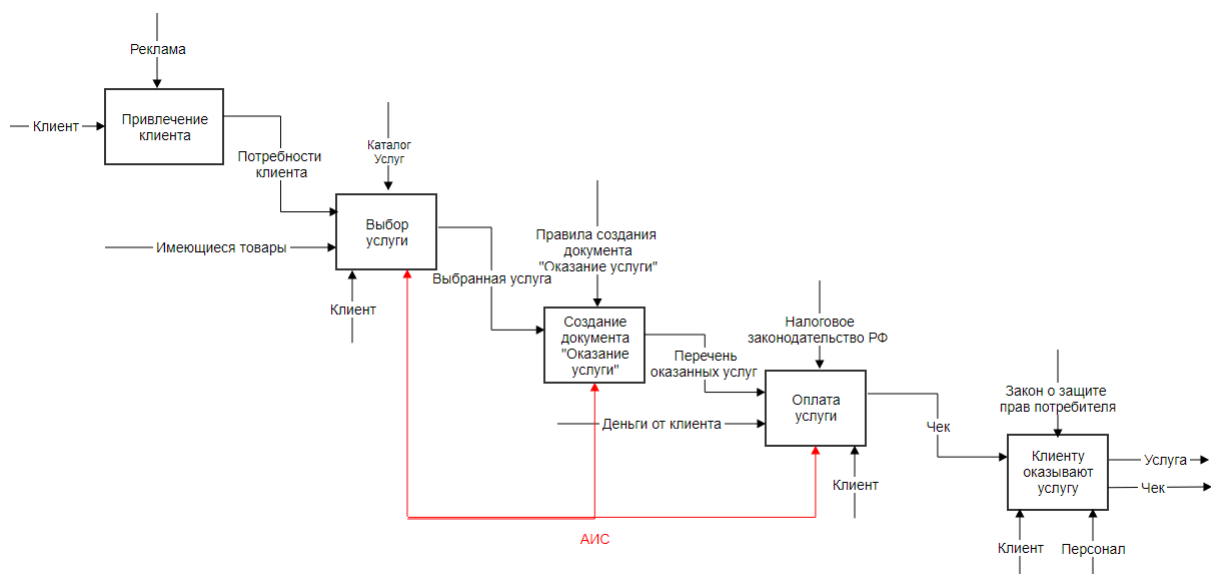 Реклама
Клиент
Привлечение
клиента
Потребности
клиента
Каталог
Услуг
Имеющиеся товары
Выбор
услуги
Клиент
Выбранная услуга
Правила создания
документа
"Оказание услуги"
Создание
документа
"Оказание
услуги"
Перечень
оказанных услуг
Налоговое
законодательство РФ
Деньги от клиента
Оплата
услуги
Клиент
Чек
Закон о защите
прав потребителя
Клиенту
оказывают
услугу
Услуга
Чек
АИС
Клиент
Персонал